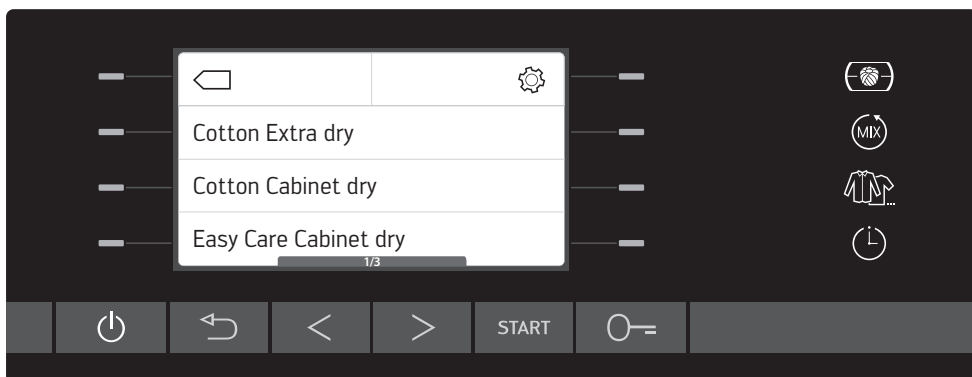 Cotton Extra dry
MIX
Cotton Cabinet dry
Easy Care Cabinet dry
1/3
START